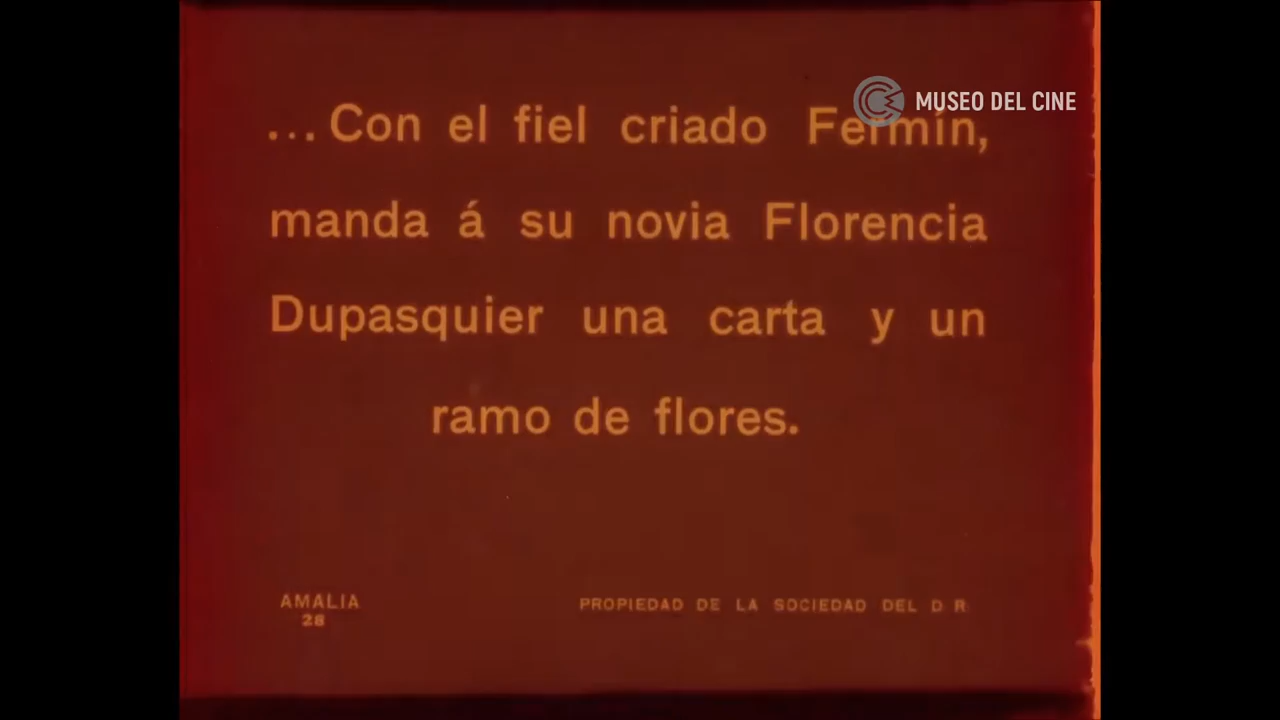 MUSEO DEL CINE
...Con el fiel criado Fermín,
manda á su novia Florencia
Dupasquier una carta y un
ramo de flores.
AMALIA
28
PROPIEDAD DE LA SOCIEDAD DEL D R